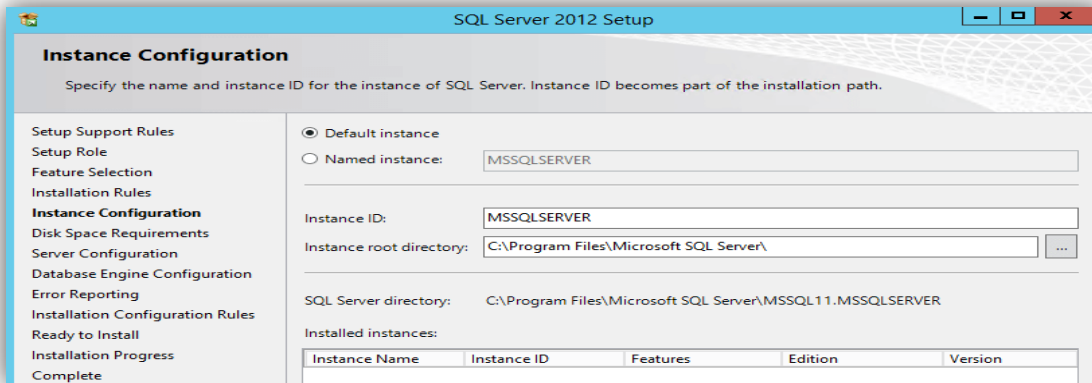 SQL Server 2012 Setup
Instance Configuration
Specify the name and instance ID for the instance of SQL Server. Instance ID becomes part of the installation path.
Setup Support Rules
Setup Role
Feature Selection
Installation Rules
Instance Configuration
Disk Space Requirements
Server Configuration
Database Engine Configuration
Error Reporting
Installation Configuration Rules
Ready to Install
Installation Progress
Complete
Default instance
Named instance: MSSQLSERVER
Instance ID: MSSQLSERVER
Instance root directory: C:\Program Files\Microsoft SQL Server\ ...
SQL Server directory: C:\Program Files\Microsoft SQL Server\MSSQL11.MSSQLSERVER
Installed instances:
Instance Name Instance ID Features Edition Version